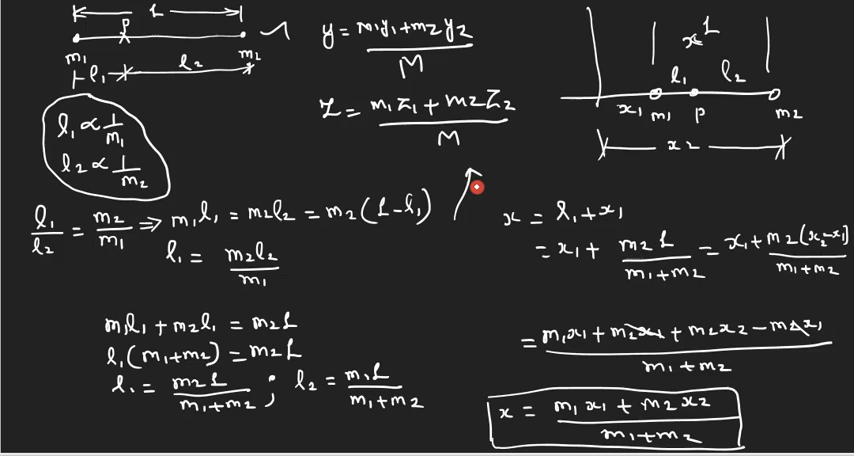 L
P
m₁ m₂
l₁ l₂
l₁ ∝ 1/m₁
l₂ ∝ 1/m₂
y = (m₁y₁ + m₂y₂)/M
Z = (m₁Z₁ + m₂Z₂)/M
L
x
l₁ l₂
x₁ m₁ P m₂
x₂
l₁/l₂ = m₂/m₁ ⇒ m₁l₁ = m₂l₂ = m₂(L-l₁)
l₁ = m₂l₂/m₁
m₁l₁ + m₂l₁ = m₂L
l₁(m₁+m₂) = m₂L
l₁ = m₂L/(m₁+m₂) ; l₂ = m₁L/(m₁+m₂)
x = l₁ + x₁
= x₁ + m₂L/(m₁+m₂) = x₁ + m₂(x₂-x₁)/(m₁+m₂)
= (m₁x₁ + m₂x₁ + m₂x₂ - m₂x₁)/(m₁+m₂)
x = (m₁x₁ + m₂x₂)/(m₁+m₂)